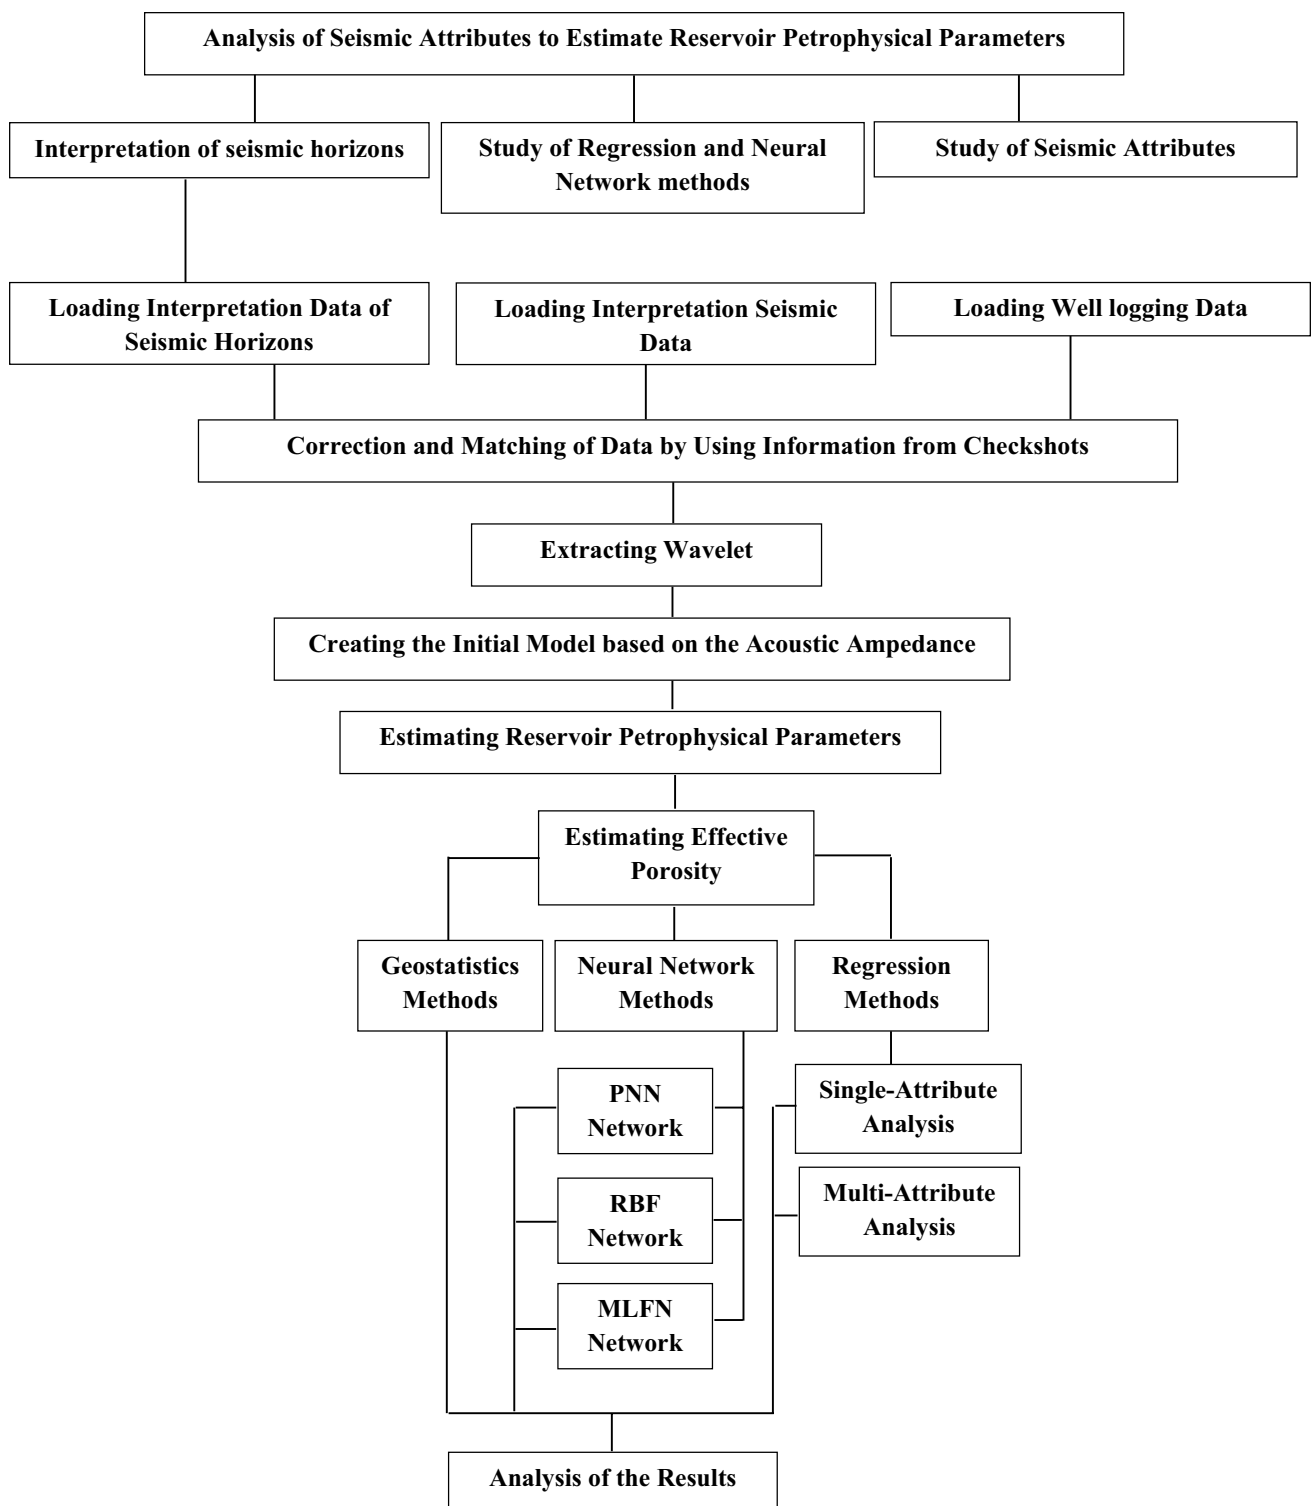 Analysis of Seismic Attributes to Estimate Reservoir Petrophysical Parameters
Interpretation of seismic horizons
Study of Regression and Neural
Network methods
Study of Seismic Attributes
Loading Interpretation Data of
Seismic Horizons
Loading Interpretation Seismic
Data
Loading Well logging Data
Correction and Matching of Data by Using Information from Checkshots
Extracting Wavelet
Creating the Initial Model based on the Acoustic Ampedance
Estimating Reservoir Petrophysical Parameters
Estimating Effective
Porosity
Geostatistics
Methods
Neural Network
Methods
Regression
Methods
PNN
Network
Single-Attribute
Analysis
RBF
Network
Multi-Attribute
Analysis
MLFN
Network
Analysis of the Results